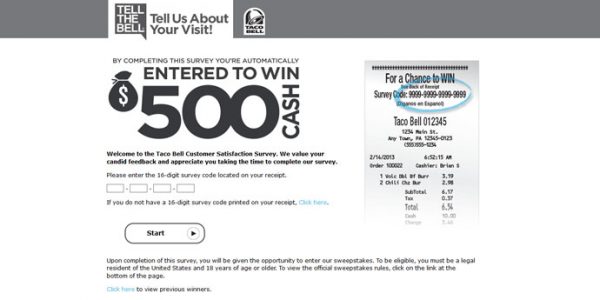 TELL
THE
BELL
Tell Us About
Your Visit!
TACO
BELL
BY COMPLETING THIS SURVEY YOU'RE AUTOMATICALLY
ENTERED TO WIN
$
500
CASH
Welcome to the Taco Bell Customer Satisfaction Survey. We value your
candid feedback and appreciate you taking the time to complete our survey.
Please enter the 16-digit survey code located on your receipt.
- - -
If you do not have a 16-digit survey code printed on your receipt, Click here.
Start
For a Chance to WIN
See Back of Receipt
Survey Code: 9999-9999-9999-9999
(Díganos en Español)
Taco Bell 012345
1234 Main St.
Any Town, PA 12345-0123
(555)555-1234
2/14/2013 6:52:15 AM
Order 100022 Cashier: Brian S
1 Volc Dbl Bf Burr 3.19
2 Chili Chz Bur 2.98
SubTotal 6.17
Tax 0.37
Total 6.54
Cash 10.00
Change 3.46
Upon completion of this survey, you will be given the opportunity to enter our sweepstakes. To be eligible, you must be a legal
resident of the United States and 18 years of age or older. To view the official sweepstakes rules, click on the link at the
bottom of the page.
Click here to view previous winners.